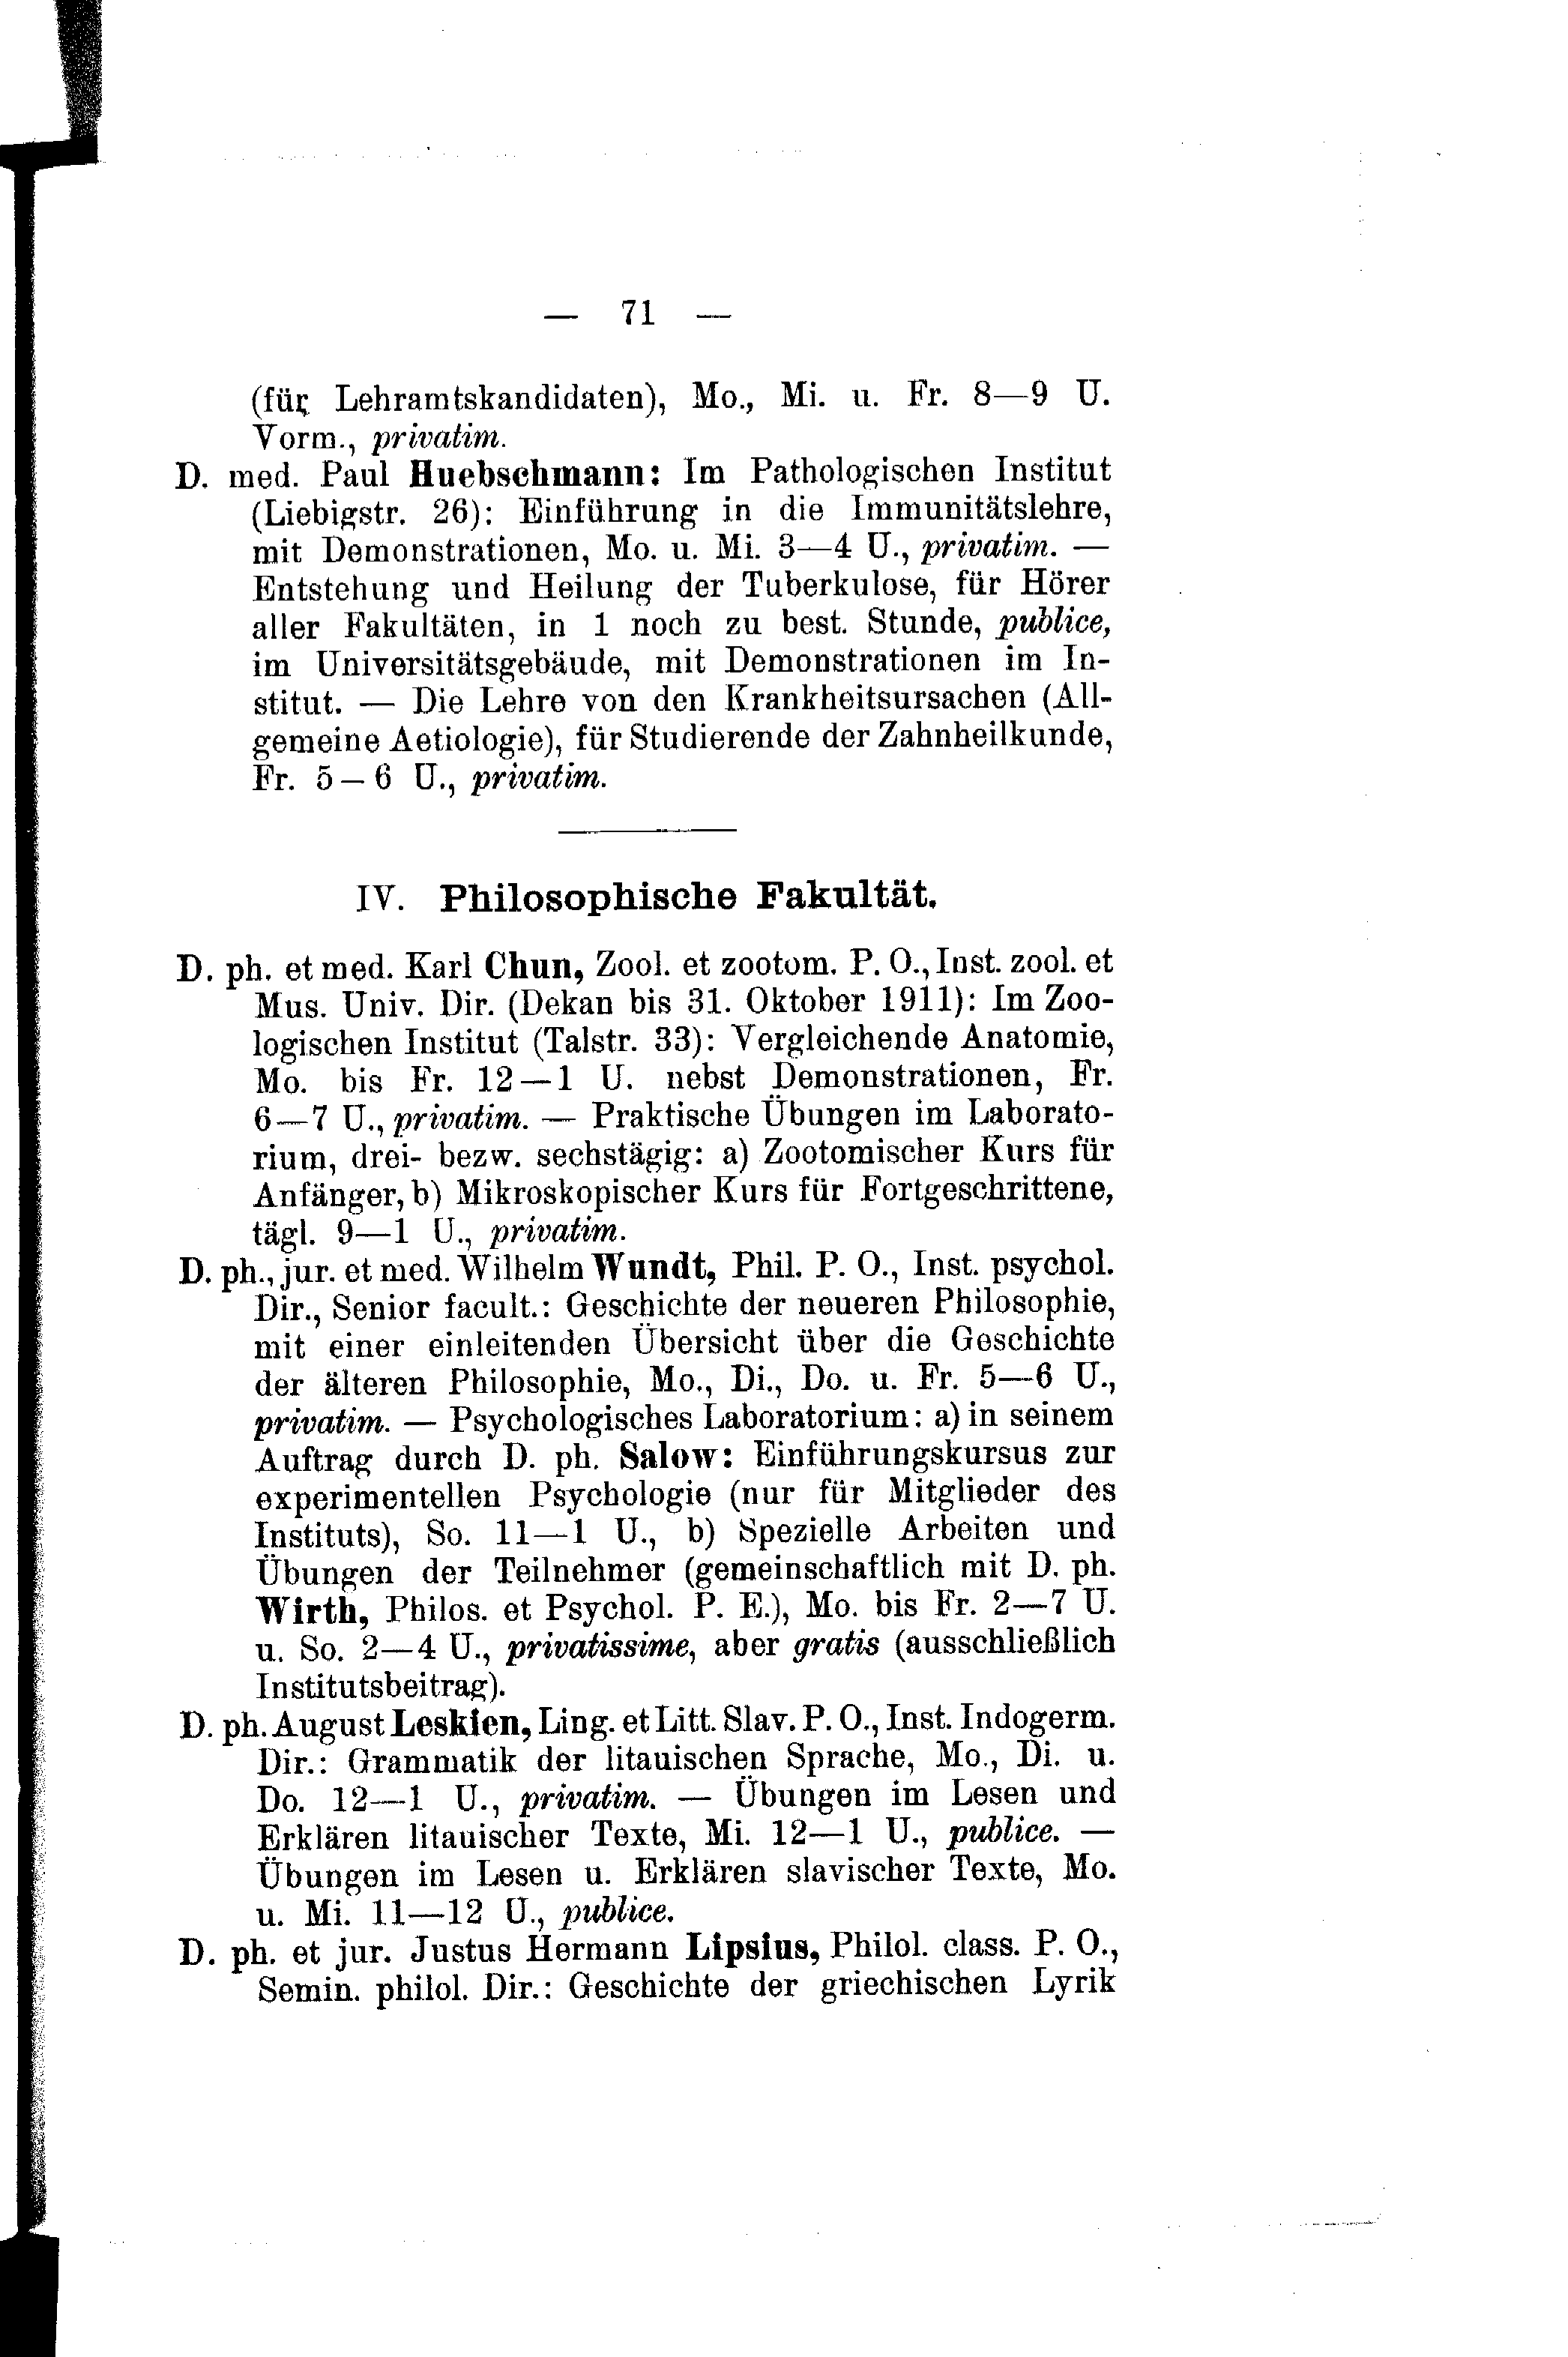 — 71 —
(für Lehramtskandidaten), Mo., Mi. u. Fr. 8—9 U.
Vorm., privatim.
D. med. Paul Huebschmann: Im Pathologischen Institut
(Liebigstr. 26): Einführung in die Immunitätslehre,
mit Demonstrationen, Mo. u. Mi. 3—4 U., privatim. —
Entstehung und Heilung der Tuberkulose, für Hörer
aller Fakultäten, in 1 noch zu best. Stunde, publice,
im Universitätsgebäude, mit Demonstrationen im In-
stitut. — Die Lehre von den Krankheitsursachen (All-
gemeine Aetiologie), für Studierende der Zahnheilkunde,
Fr. 5—6 U., privatim.
IV. Philosophische Fakultät.
D. ph. et med. Karl Chun, Zool. et zootom. P. O., Inst. zool. et
Mus. Univ. Dir. (Dekan bis 31. Oktober 1911): Im Zoo-
logischen Institut (Talstr. 33): Vergleichende Anatomie,
Mo. bis Fr. 12—1 U. nebst Demonstrationen, Fr.
6—7 U., privatim. — Praktische Übungen im Laborato-
rium, drei- bezw. sechstägig: a) Zootomischer Kurs für
Anfänger, b) Mikroskopischer Kurs für Fortgeschrittene,
tägl. 9—1 U., privatim.
D. ph., jur. et med. Wilhelm Wundt, Phil. P. O., Inst. psychol.
Dir., Senior facult.: Geschichte der neueren Philosophie,
mit einer einleitenden Übersicht über die Geschichte
der älteren Philosophie, Mo., Di., Do. u. Fr. 5—6 U.,
privatim. — Psychologisches Laboratorium: a) in seinem
Auftrag durch D. ph. Salow: Einführungskursus zur
experimentellen Psychologie (nur für Mitglieder des
Instituts), So. 11—1 U., b) Spezielle Arbeiten und
Übungen der Teilnehmer (gemeinschaftlich mit D. ph.
Wirth, Philos. et Psychol. P. E.), Mo. bis Fr. 2—7 U.
u. So. 2—4 U., privatissime, aber gratis (ausschließlich
Institutsbeitrag).
D. ph. August Leskien, Ling. et Litt. Slav. P. O., Inst. Indogerm.
Dir.: Grammatik der litauischen Sprache, Mo., Di. u.
Do. 12—1 U., privatim. — Übungen im Lesen und
Erklären litauischer Texte, Mi. 12—1 U., publice. —
Übungen im Lesen u. Erklären slavischer Texte, Mo.
u. Mi. 11—12 U., publice.
D. ph. et jur. Justus Hermann Lipsius, Philol. class. P. O.,
Semin. philol. Dir.: Geschichte der griechischen Lyrik